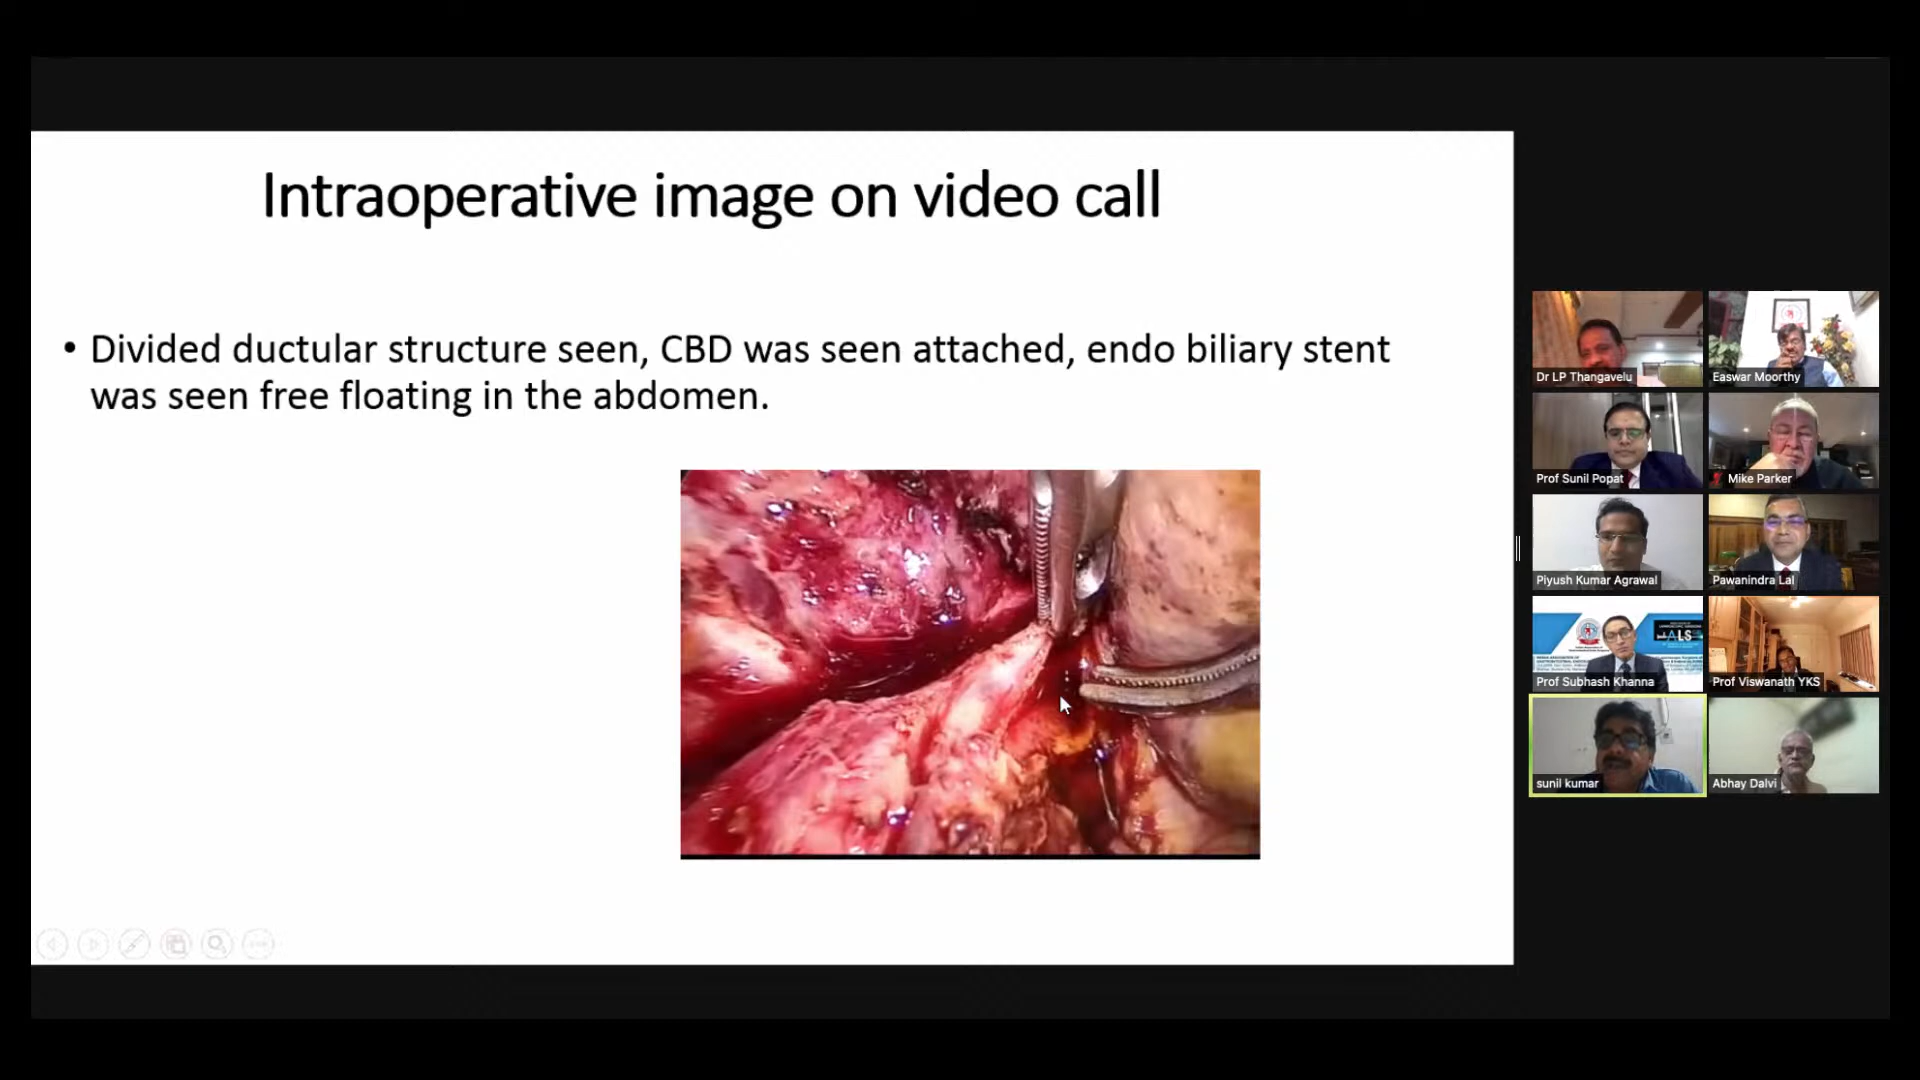 Intraoperative image on video call
• Divided ductular structure seen, CBD was seen attached, endo biliary stent
was seen free floating in the abdomen.
Dr LP Thangavelu
Easwar Moorthy
Prof Sunil Popat
Mike Parker
Piyush Kumar Agrawal
Pawanindra Lal
ALS
Prof Subhash Khanna
Prof Viswanath YKS
sunil kumar
Abhay Dalvi